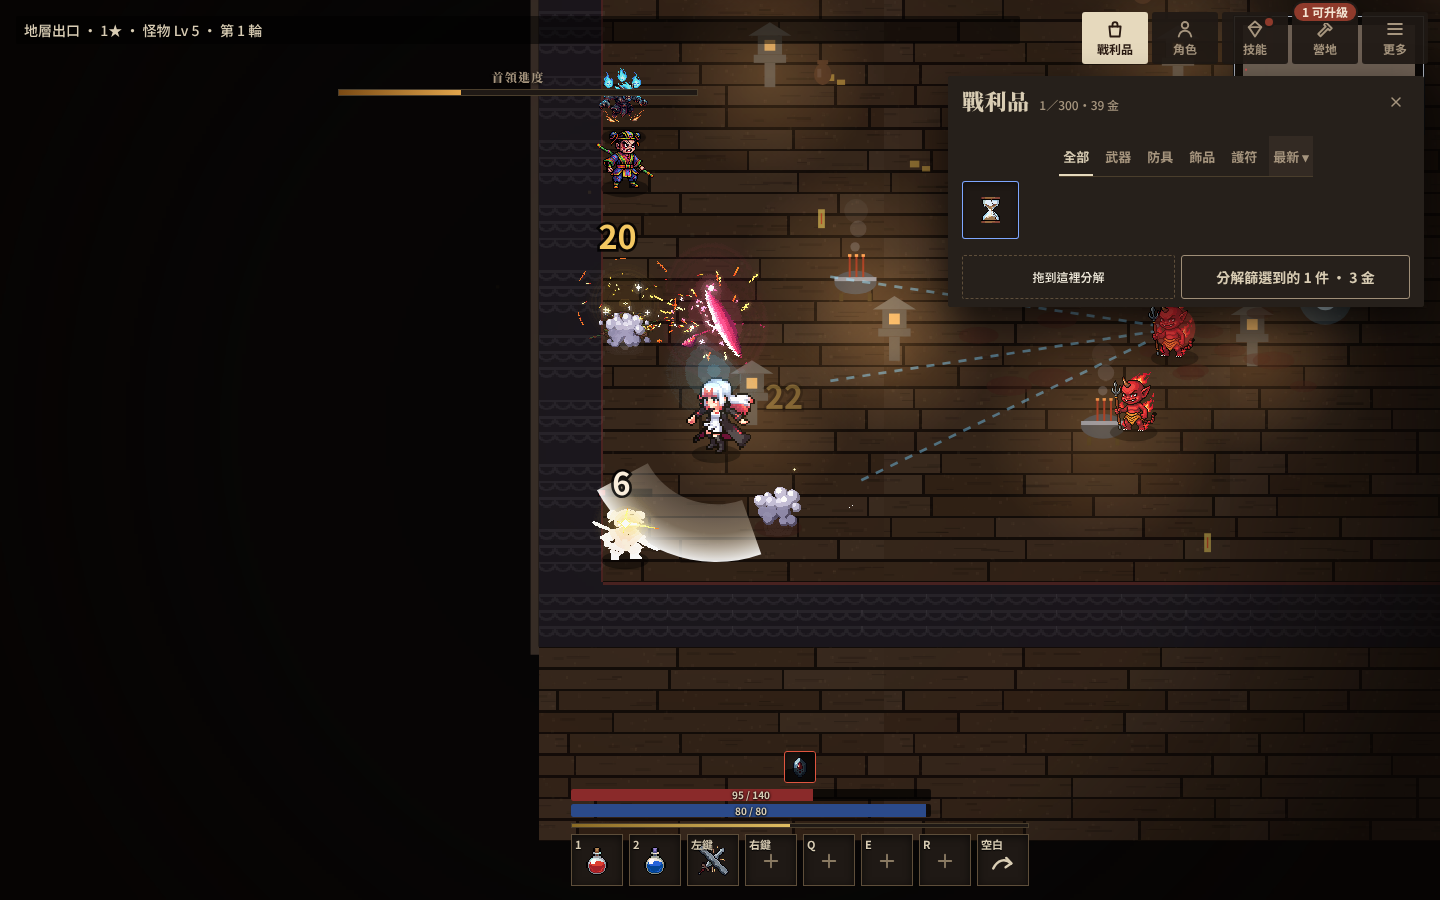 地層出口 • 1★ • 怪物 Lv 5 • 第 1 輪
首領進度
1 可升級
戰利品
角色
技能
營地
更多
戰利品 1／300 • 39 金
全部 武器 防具 飾品 護符 最新 ▾
拖到這裡分解
分解篩選到的 1 件 • 3 金
20
22
6
95 / 140
80 / 80
1 2 左鍵 右鍵 Q E R 空白